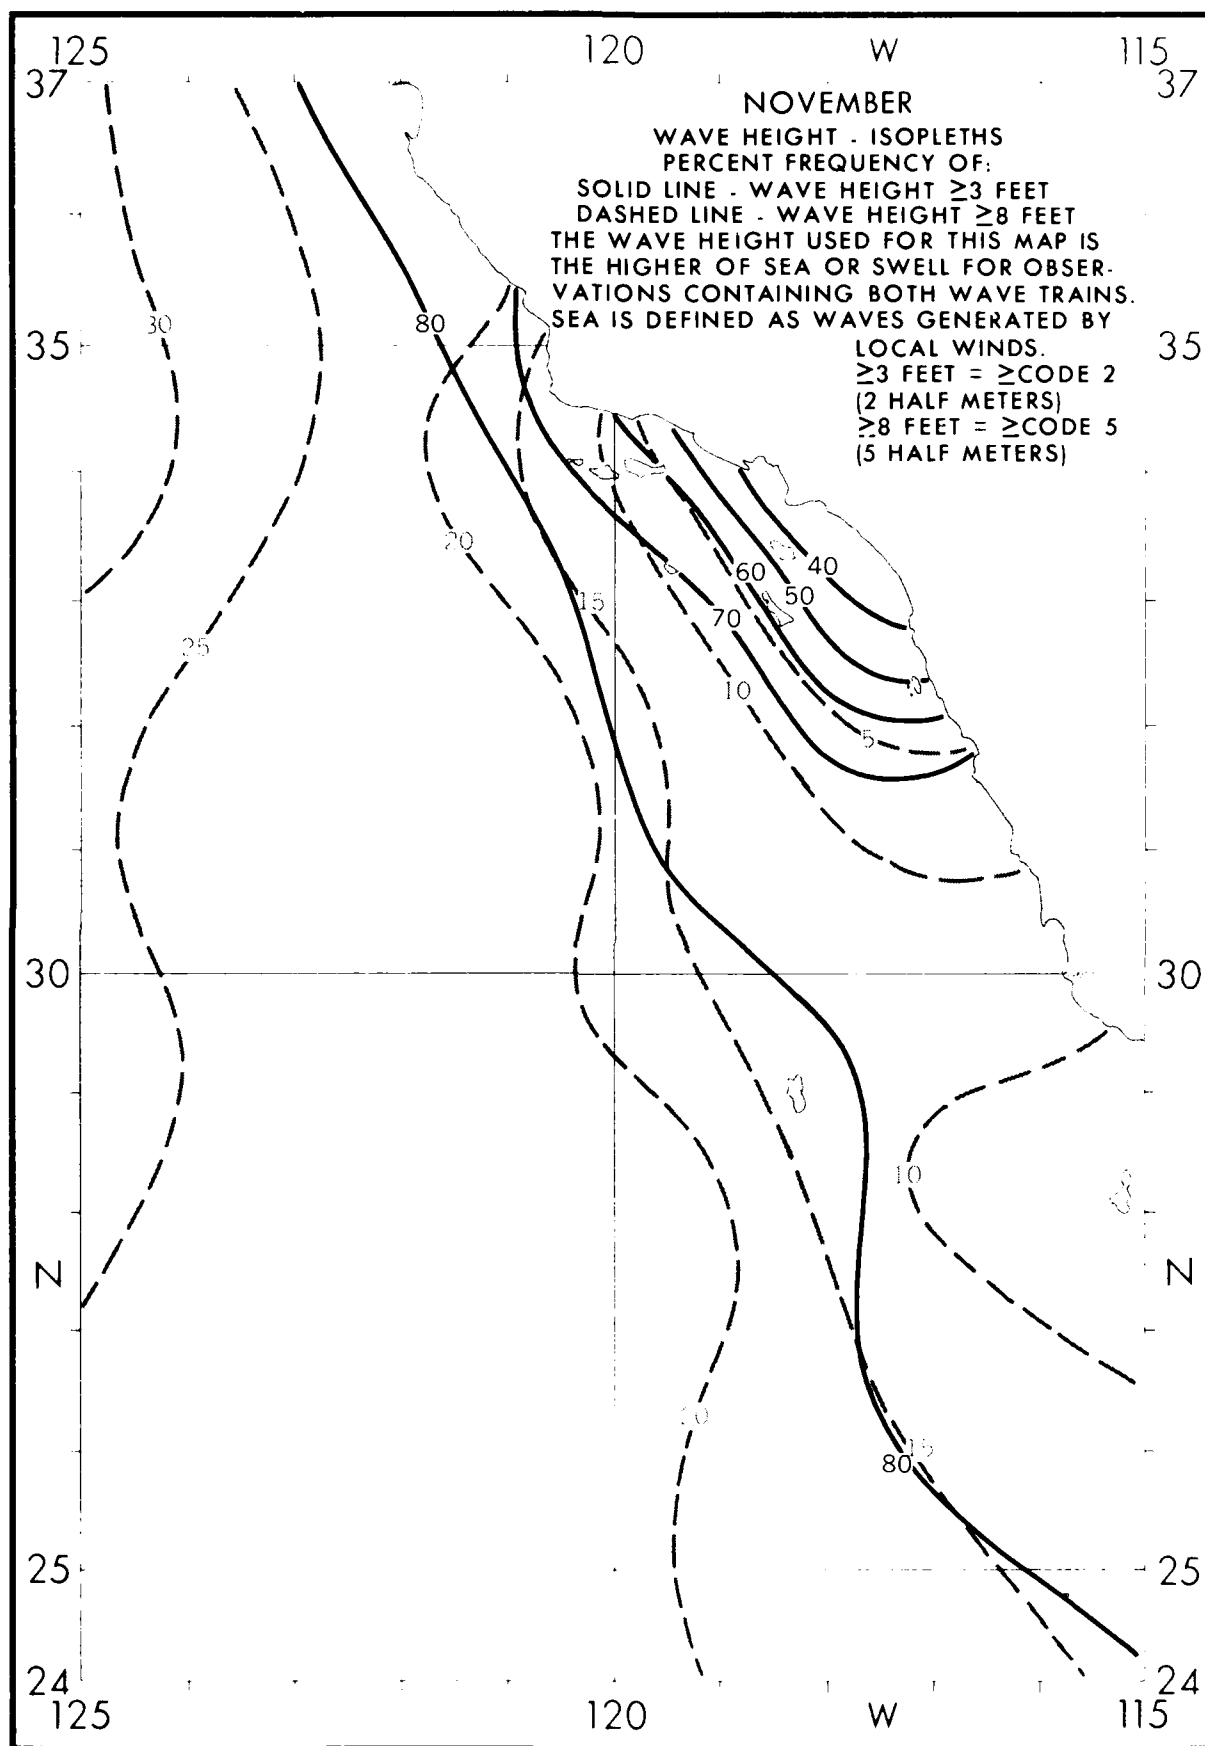 125 120 W 115
37 37
NOVEMBER
WAVE HEIGHT - ISOPLETHS
PERCENT FREQUENCY OF:
SOLID LINE - WAVE HEIGHT ≥3 FEET
DASHED LINE - WAVE HEIGHT ≥8 FEET
THE WAVE HEIGHT USED FOR THIS MAP IS
THE HIGHER OF SEA OR SWELL FOR OBSER-
VATIONS CONTAINING BOTH WAVE TRAINS.
SEA IS DEFINED AS WAVES GENERATED BY
LOCAL WINDS.
≥3 FEET = ≥CODE 2
(2 HALF METERS)
≥8 FEET = ≥CODE 5
(5 HALF METERS)
30 80
35 35
20
60 40
50
15 70
25
10
5
30 30
10
N N
15
80
25 25
24 24
125 120 W 115